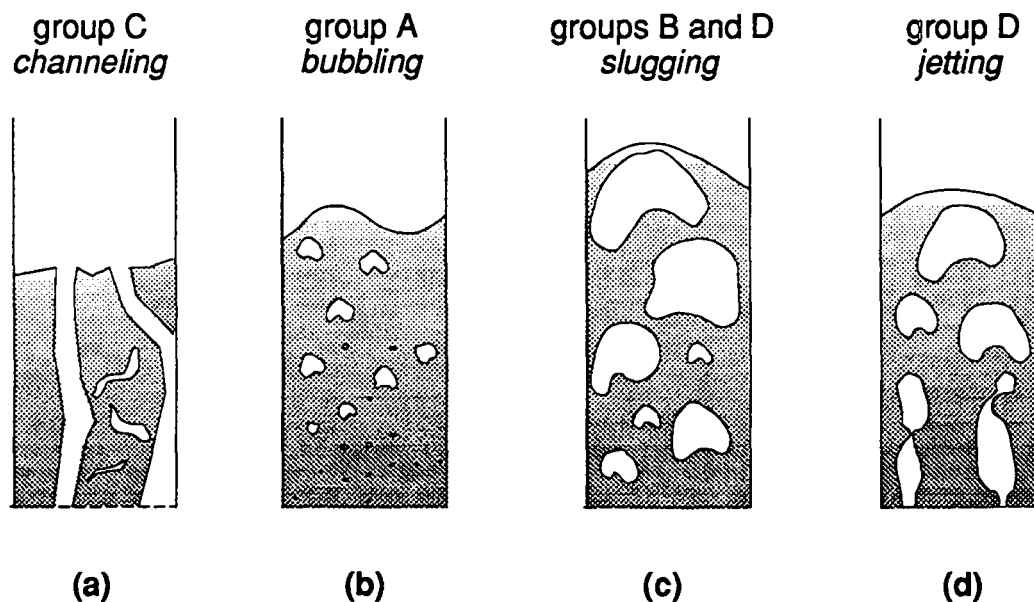 group C
channeling
group A
bubbling
groups B and D
slugging
group D
jetting
(a)
(b)
(c)
(d)